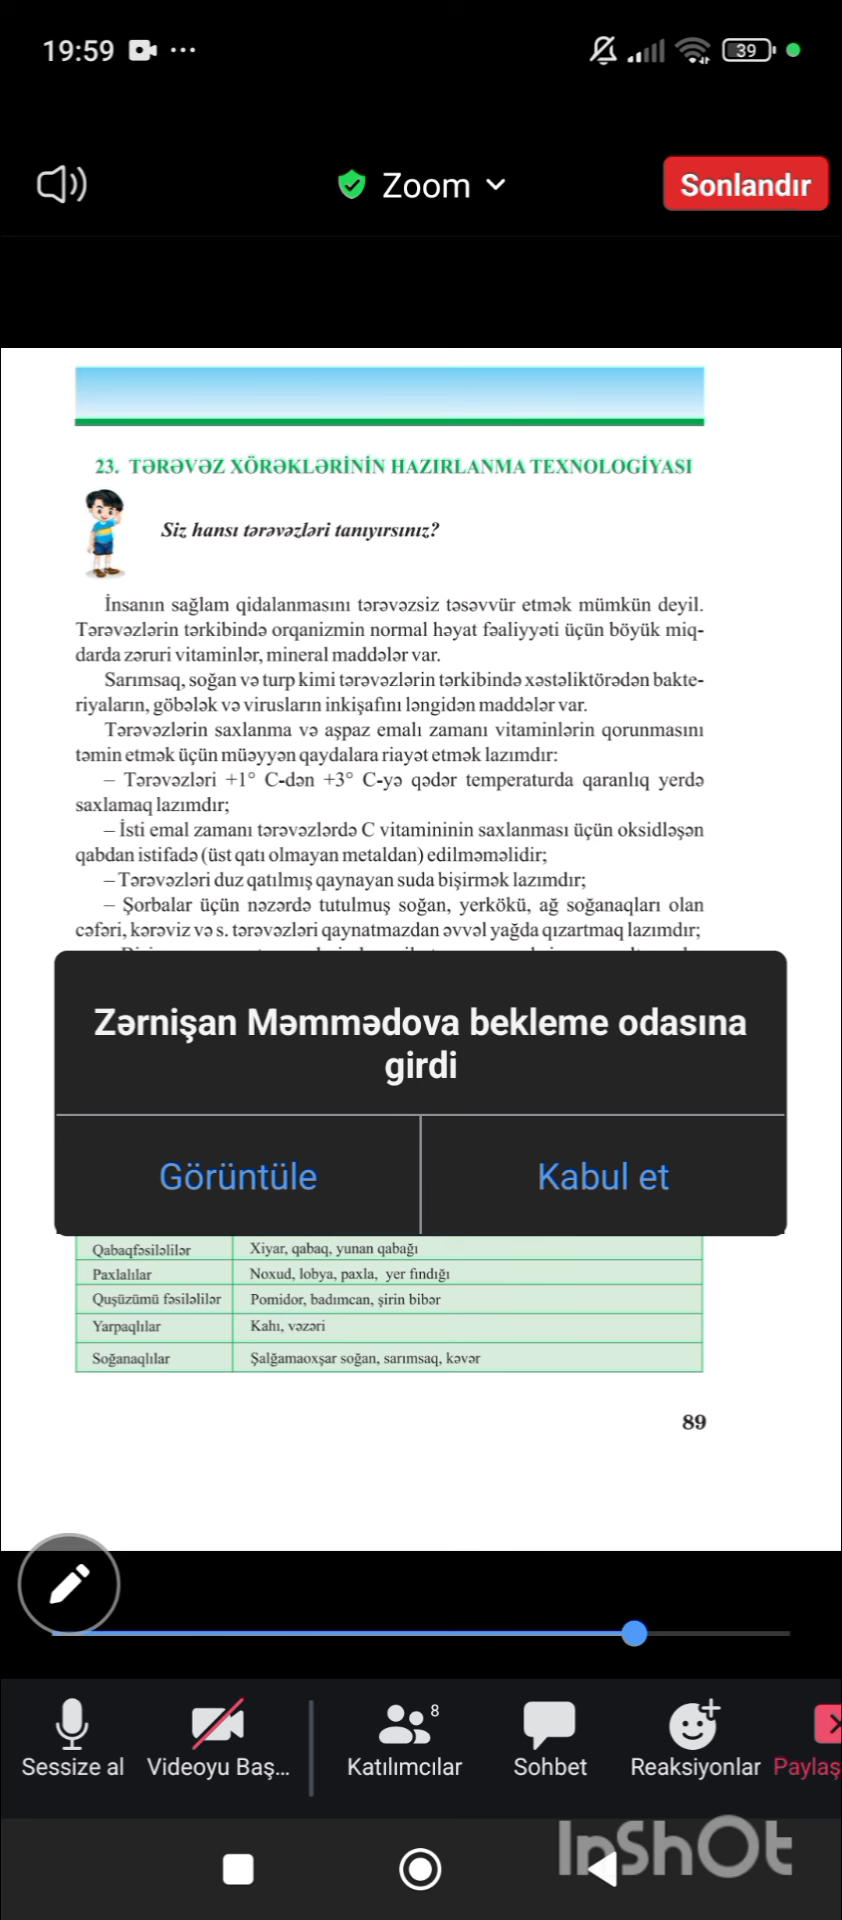 19:59
39
Zoom
Sonlandır
23. TƏRƏVƏZ XÖRƏKLƏRİNİN HAZIRLANMA TEXNOLOGİYASI
Siz hansı tərəvəzləri tanıyırsınız?
İnsanın sağlam qidalanmasını tərəvəzsiz təsəvvür etmək mümkün deyil.
Tərəvəzlərin tərkibində orqanizmin normal həyat fəaliyyəti üçün böyük miq-
darda zəruri vitaminlər, mineral maddələr var.
Sarımsaq, soğan və turp kimi tərəvəzlərin tərkibində xəstəliktörədən bakte-
riyaların, göbələk və virusların inkişafını ləngidən maddələr var.
Tərəvəzlərin saxlanma və aşpaz emalı zamanı vitaminlərin qorunmasını
təmin etmək üçün müəyyən qaydalara riayət etmək lazımdır:
– Tərəvəzləri +1° C-dən +3° C-yə qədər temperaturda qaranlıq yerdə
saxlamaq lazımdır;
– İsti emal zamanı tərəvəzlərdə C vitamininin saxlanması üçün oksidləşən
qabdan istifadə (üst qatı olmayan metaldan) edilməməlidir;
– Tərəvəzləri duz qatılmış qaynayan suda bişirmək lazımdır;
– Şorbalar üçün nəzərdə tutulmuş soğan, yerkökü, ağ soğanaqları olan
cəfəri, kərəviz və s. tərəvəzləri qaynatmazdan əvvəl yağda qızartmaq lazımdır;
Zərnişan Məmmədova bekleme odasına
girdi
Görüntüle Kabul et
Qabaqfəsiləlilər Xiyar, qabaq, yunan qabağı
Paxlalılar Noxud, lobya, paxla, yer fındığı
Quşüzümü fəsiləlilər Pomidor, badımcan, şirin bibər
Yarpaqlılar Kahı, vəzəri
Soğanaqlılar Şalğamaoxşar soğan, sarımsaq, kəvər
89
8
Sessize al Videoyu Baş... Katılımcılar Sohbet Reaksiyonlar Paylaş
InShOt